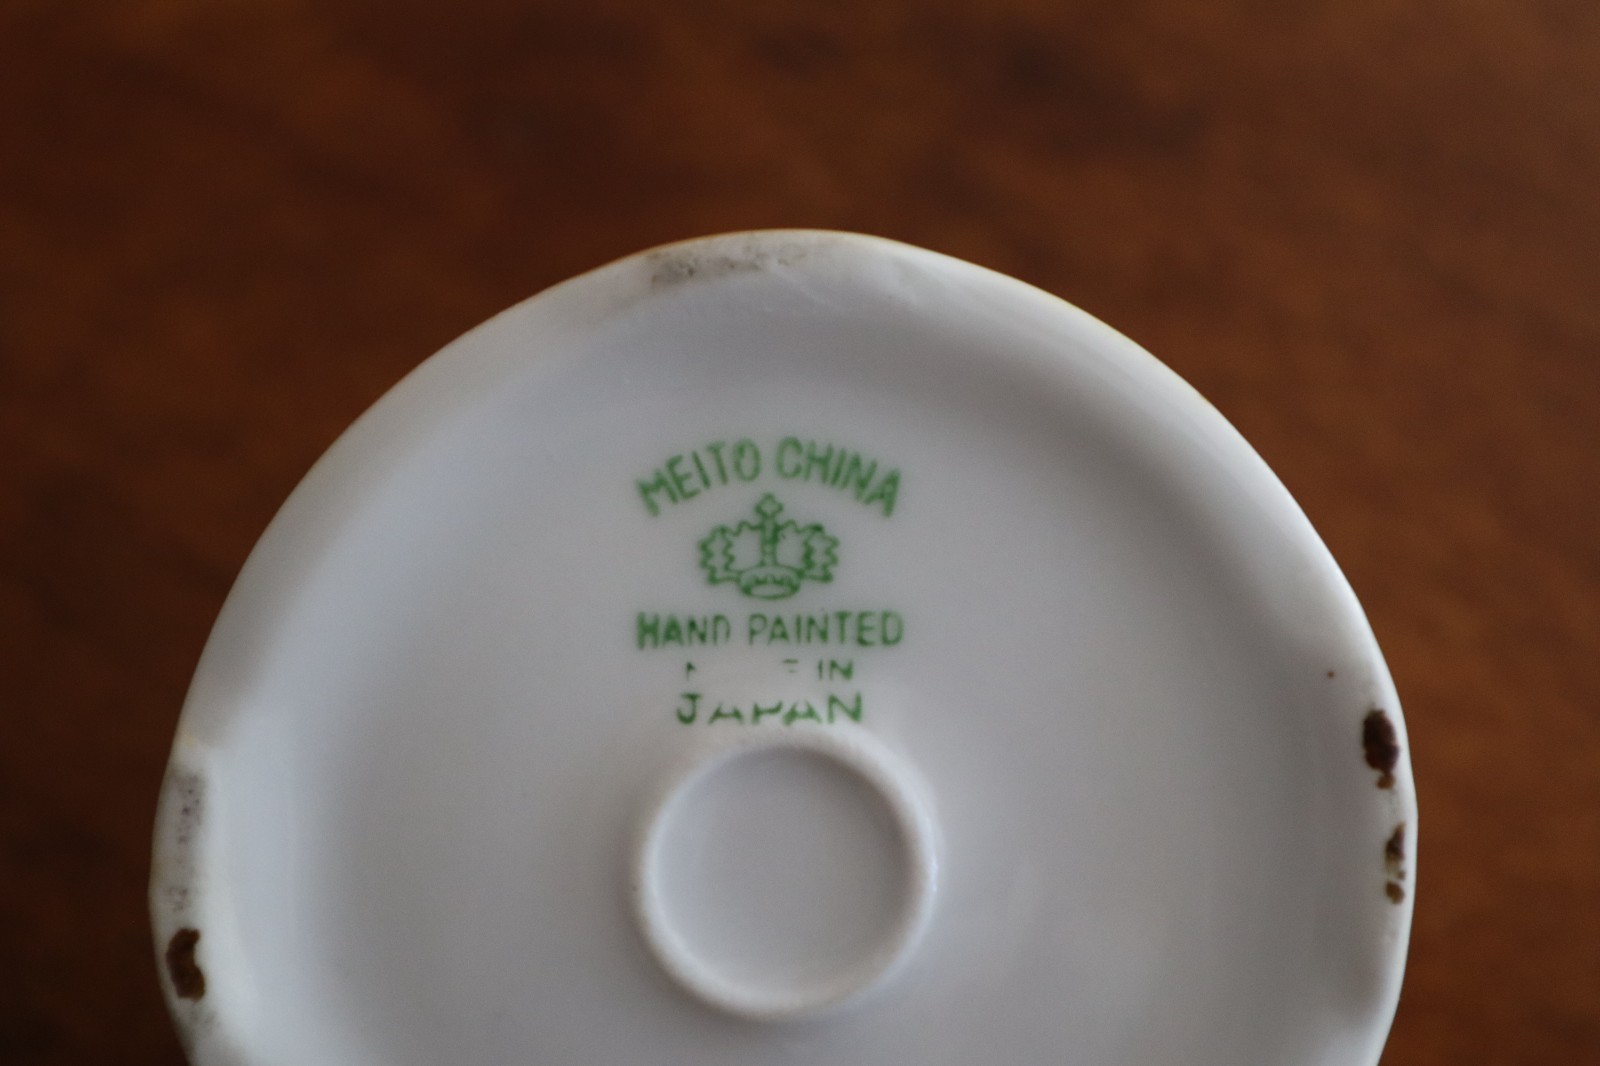 MEITO CHINA
HAND PAINTED
IN
JAPAN